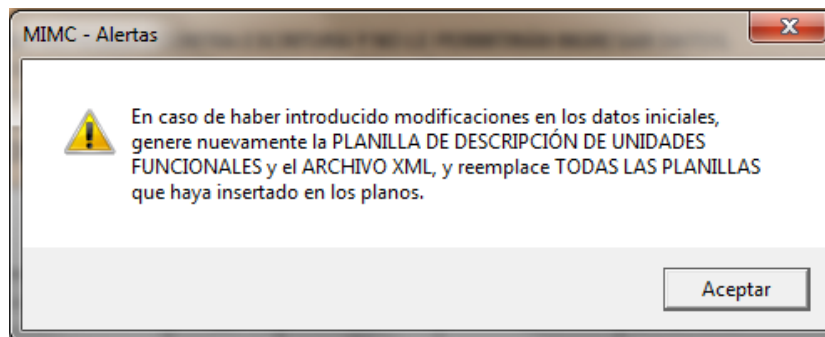 MIMC - Alertas
En caso de haber introducido modificaciones en los datos iniciales,
genere nuevamente la PLANILLA DE DESCRIPCIÓN DE UNIDADES
FUNCIONALES y el ARCHIVO XML, y reemplace TODAS LAS PLANILLAS
que haya insertado en los planos.
Aceptar